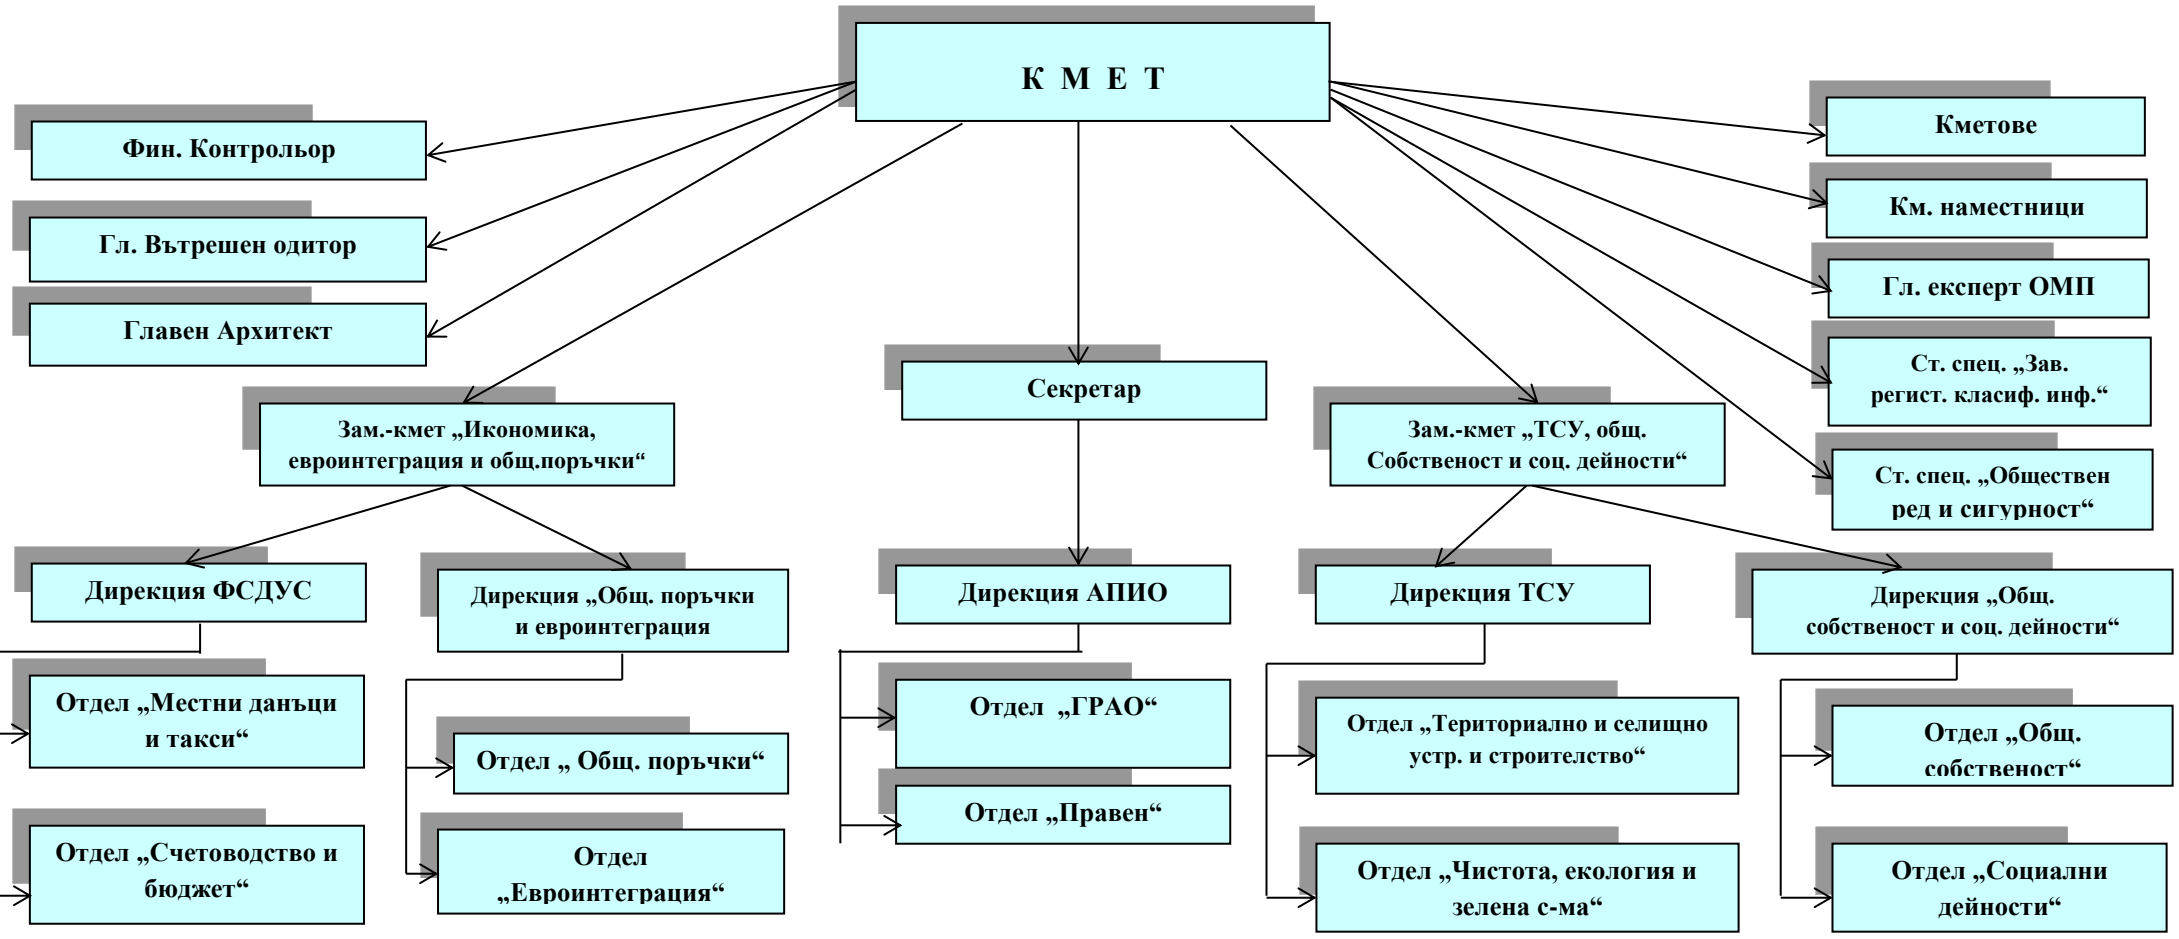 К М Е Т
Фин. Контрольор
Гл. Вътрешен одитор
Главен Архитект
Кметове
Км. наместници
Гл. експерт ОМП
Ст. спец. „Зав.
регист. класиф. инф.“
Ст. спец. „Обществен
ред и сигурност“
Зам.-кмет „Икономика,
евроинтеграция и общ.поръчки“
Секретар
Зам.-кмет „ТСУ, общ.
Собственост и соц. дейности“
Дирекция ФСДУС
Дирекция „Общ. поръчки
и евроинтеграция
Дирекция АПИО
Дирекция ТСУ
Дирекция „Общ.
собственост и соц. дейности“
Отдел „Местни данъци
и такси“
Отдел „ Общ. поръчки“
Отдел „ГРАО“
Отдел „Териториално и селищно
устр. и строителство“
Отдел „Общ.
собственост“
Отдел „Счетоводство и
бюджет“
Отдел
„Евроинтеграция“
Отдел „Правен“
Отдел „Чистота, екология и
зелена с-ма“
Отдел „Социални
дейности“